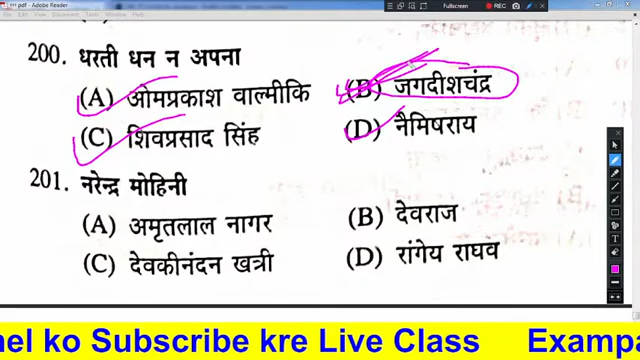 !!! pdf - Adobe Reader
Fullscreen
REC
200. धरती धन न अपना
(A) ओमप्रकाश वाल्मीकि (B) जगदीशचंद्र
(C) शिवप्रसाद सिंह (D) नैमिषराय
201. नरेन्द्र मोहिनी
(A) अमृतलाल नागर (B) देवराज
(C) देवकीनंदन खत्री (D) रांगेय राघव
nel ko Subscribe kre Live Class Exampa